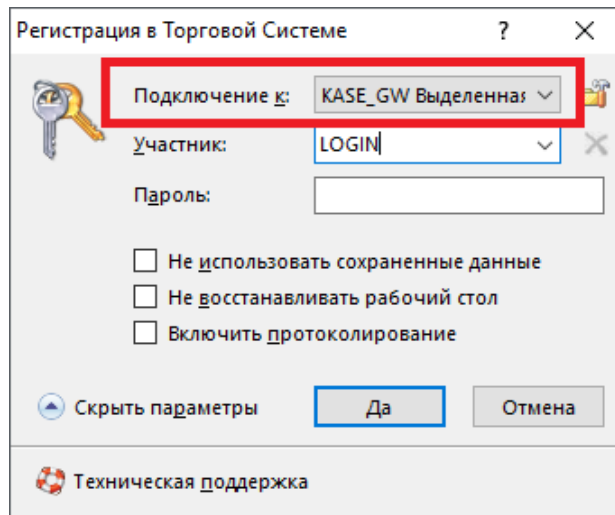 Регистрация в Торговой Системе ?
Подключение к: KASE_GW Выделенная
Участник: LOGIN
Пароль:
Не использовать сохраненные данные
Не восстанавливать рабочий стол
Включить протоколирование
Скрыть параметры Да Отмена
Техническая поддержка